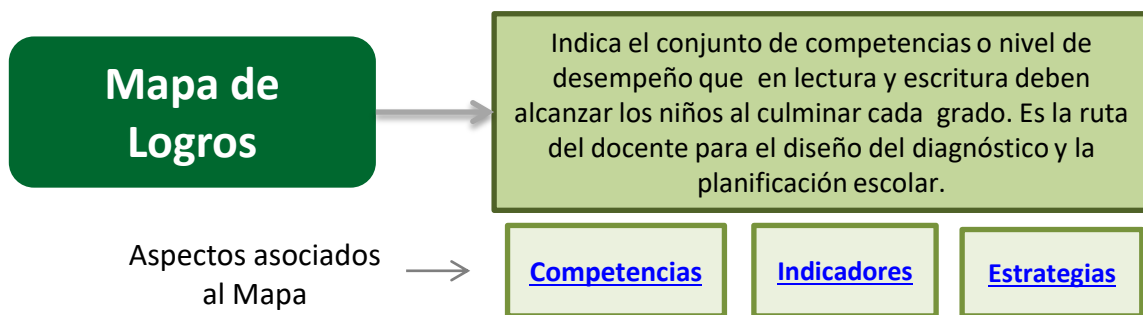 Mapa de
Logros
Indica el conjunto de competencias o nivel de
desempeño que en lectura y escritura deben
alcanzar los niños al culminar cada grado. Es la ruta
del docente para el diseño del diagnóstico y la
planificación escolar.
Aspectos asociados
al Mapa
Competencias
Indicadores
Estrategias